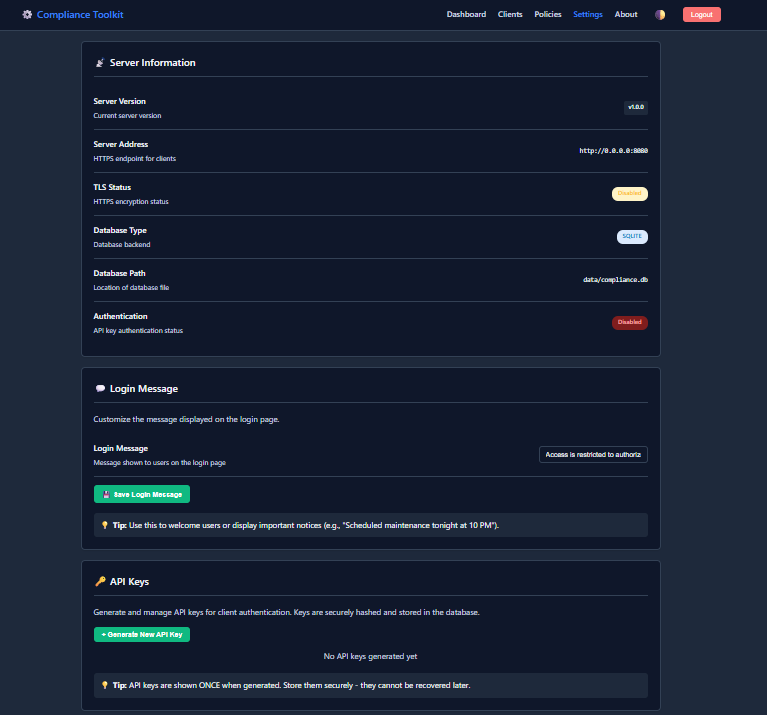 Compliance Toolkit
Dashboard Clients Policies Settings About Logout
Server Information
Server Version
Current server version
v1.0.0
Server Address
HTTPS endpoint for clients
http://0.0.0.0:8080
TLS Status
HTTPS encryption status
Disabled
Database Type
Database backend
SQLITE
Database Path
Location of database file
data/compliance.db
Authentication
API key authentication status
Disabled
Login Message
Customize the message displayed on the login page.
Login Message
Message shown to users on the login page
Access is restricted to authoriz
Save Login Message
Tip: Use this to welcome users or display important notices (e.g., "Scheduled maintenance tonight at 10 PM").
API Keys
Generate and manage API keys for client authentication. Keys are securely hashed and stored in the database.
+ Generate New API Key
No API keys generated yet
Tip: API keys are shown ONCE when generated. Store them securely - they cannot be recovered later.